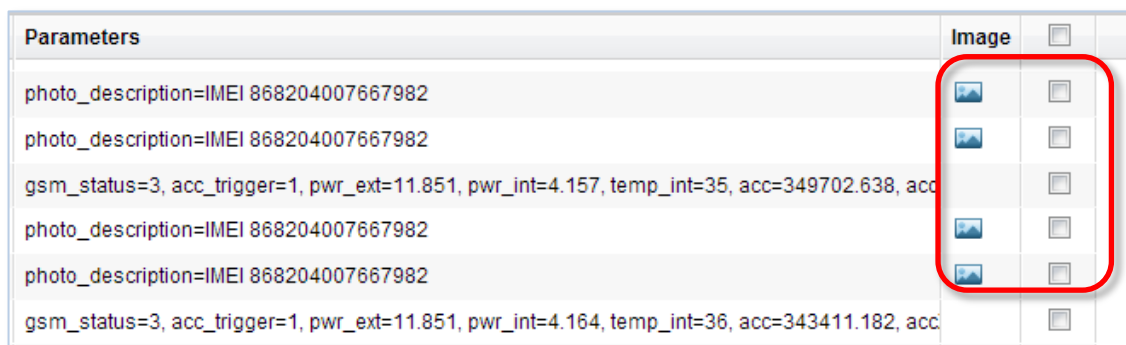 Parameters Image
photo_description=IMEI 868204007667982
photo_description=IMEI 868204007667982
gsm_status=3, acc_trigger=1, pwr_ext=11.851, pwr_int=4.157, temp_int=35, acc=349702.638, acc
photo_description=IMEI 868204007667982
photo_description=IMEI 868204007667982
gsm_status=3, acc_trigger=1, pwr_ext=11.851, pwr_int=4.164, temp_int=36, acc=343411.182, acc